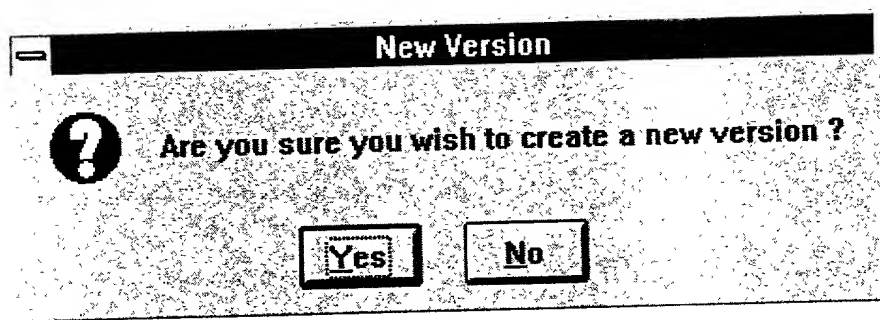 New Version
Are you sure you wish to create a new version ?
Yes
No